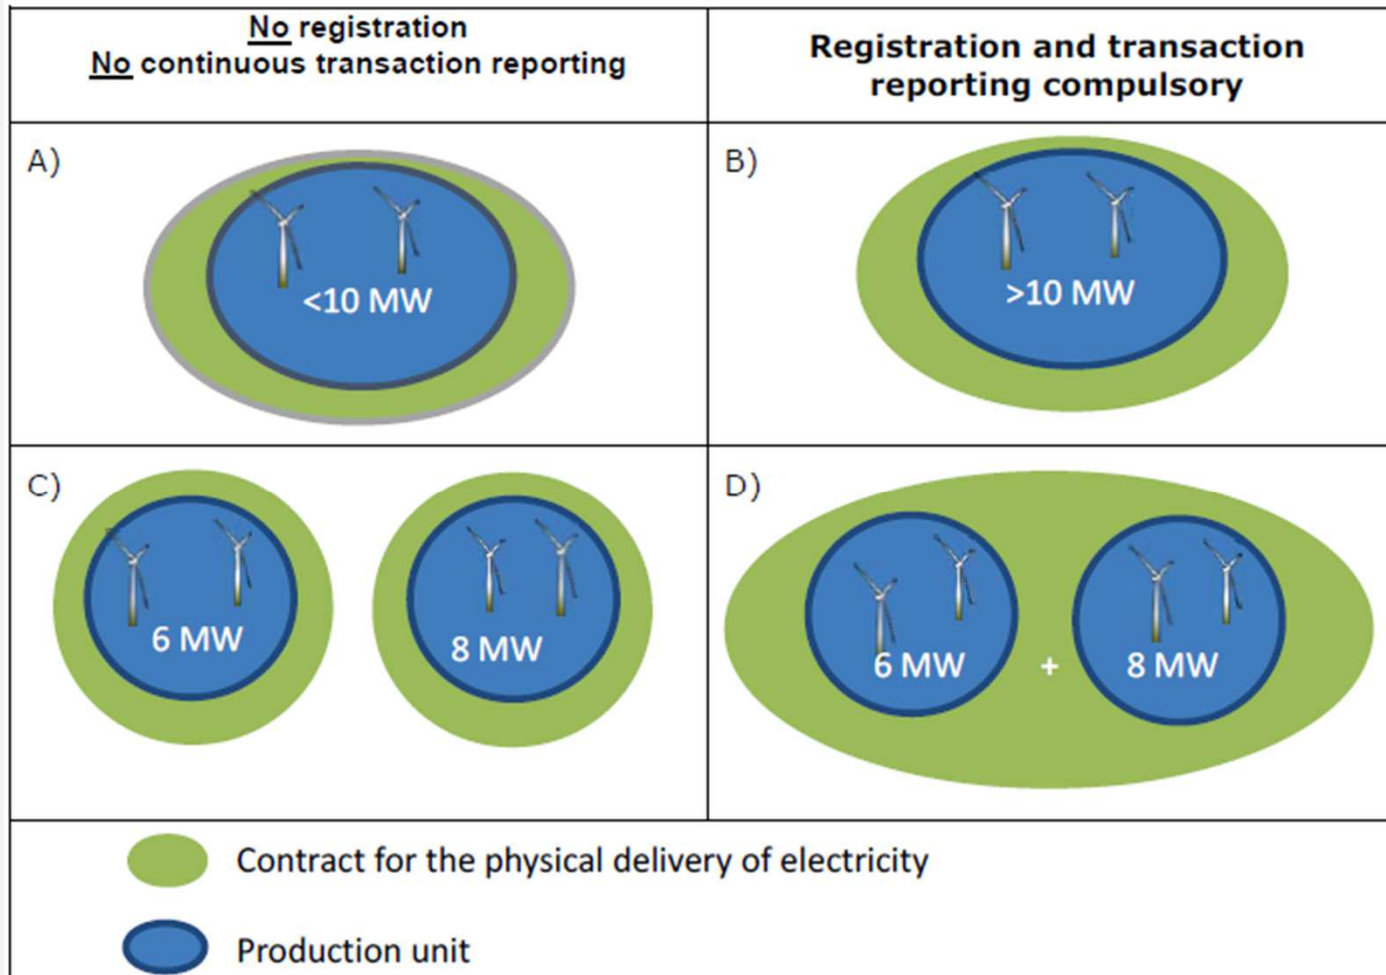 No registration
No continuous transaction reporting
Registration and transaction
reporting compulsory
A)
<10 MW
B)
>10 MW
C)
6 MW
8 MW
D)
6 MW + 8 MW
Contract for the physical delivery of electricity
Production unit